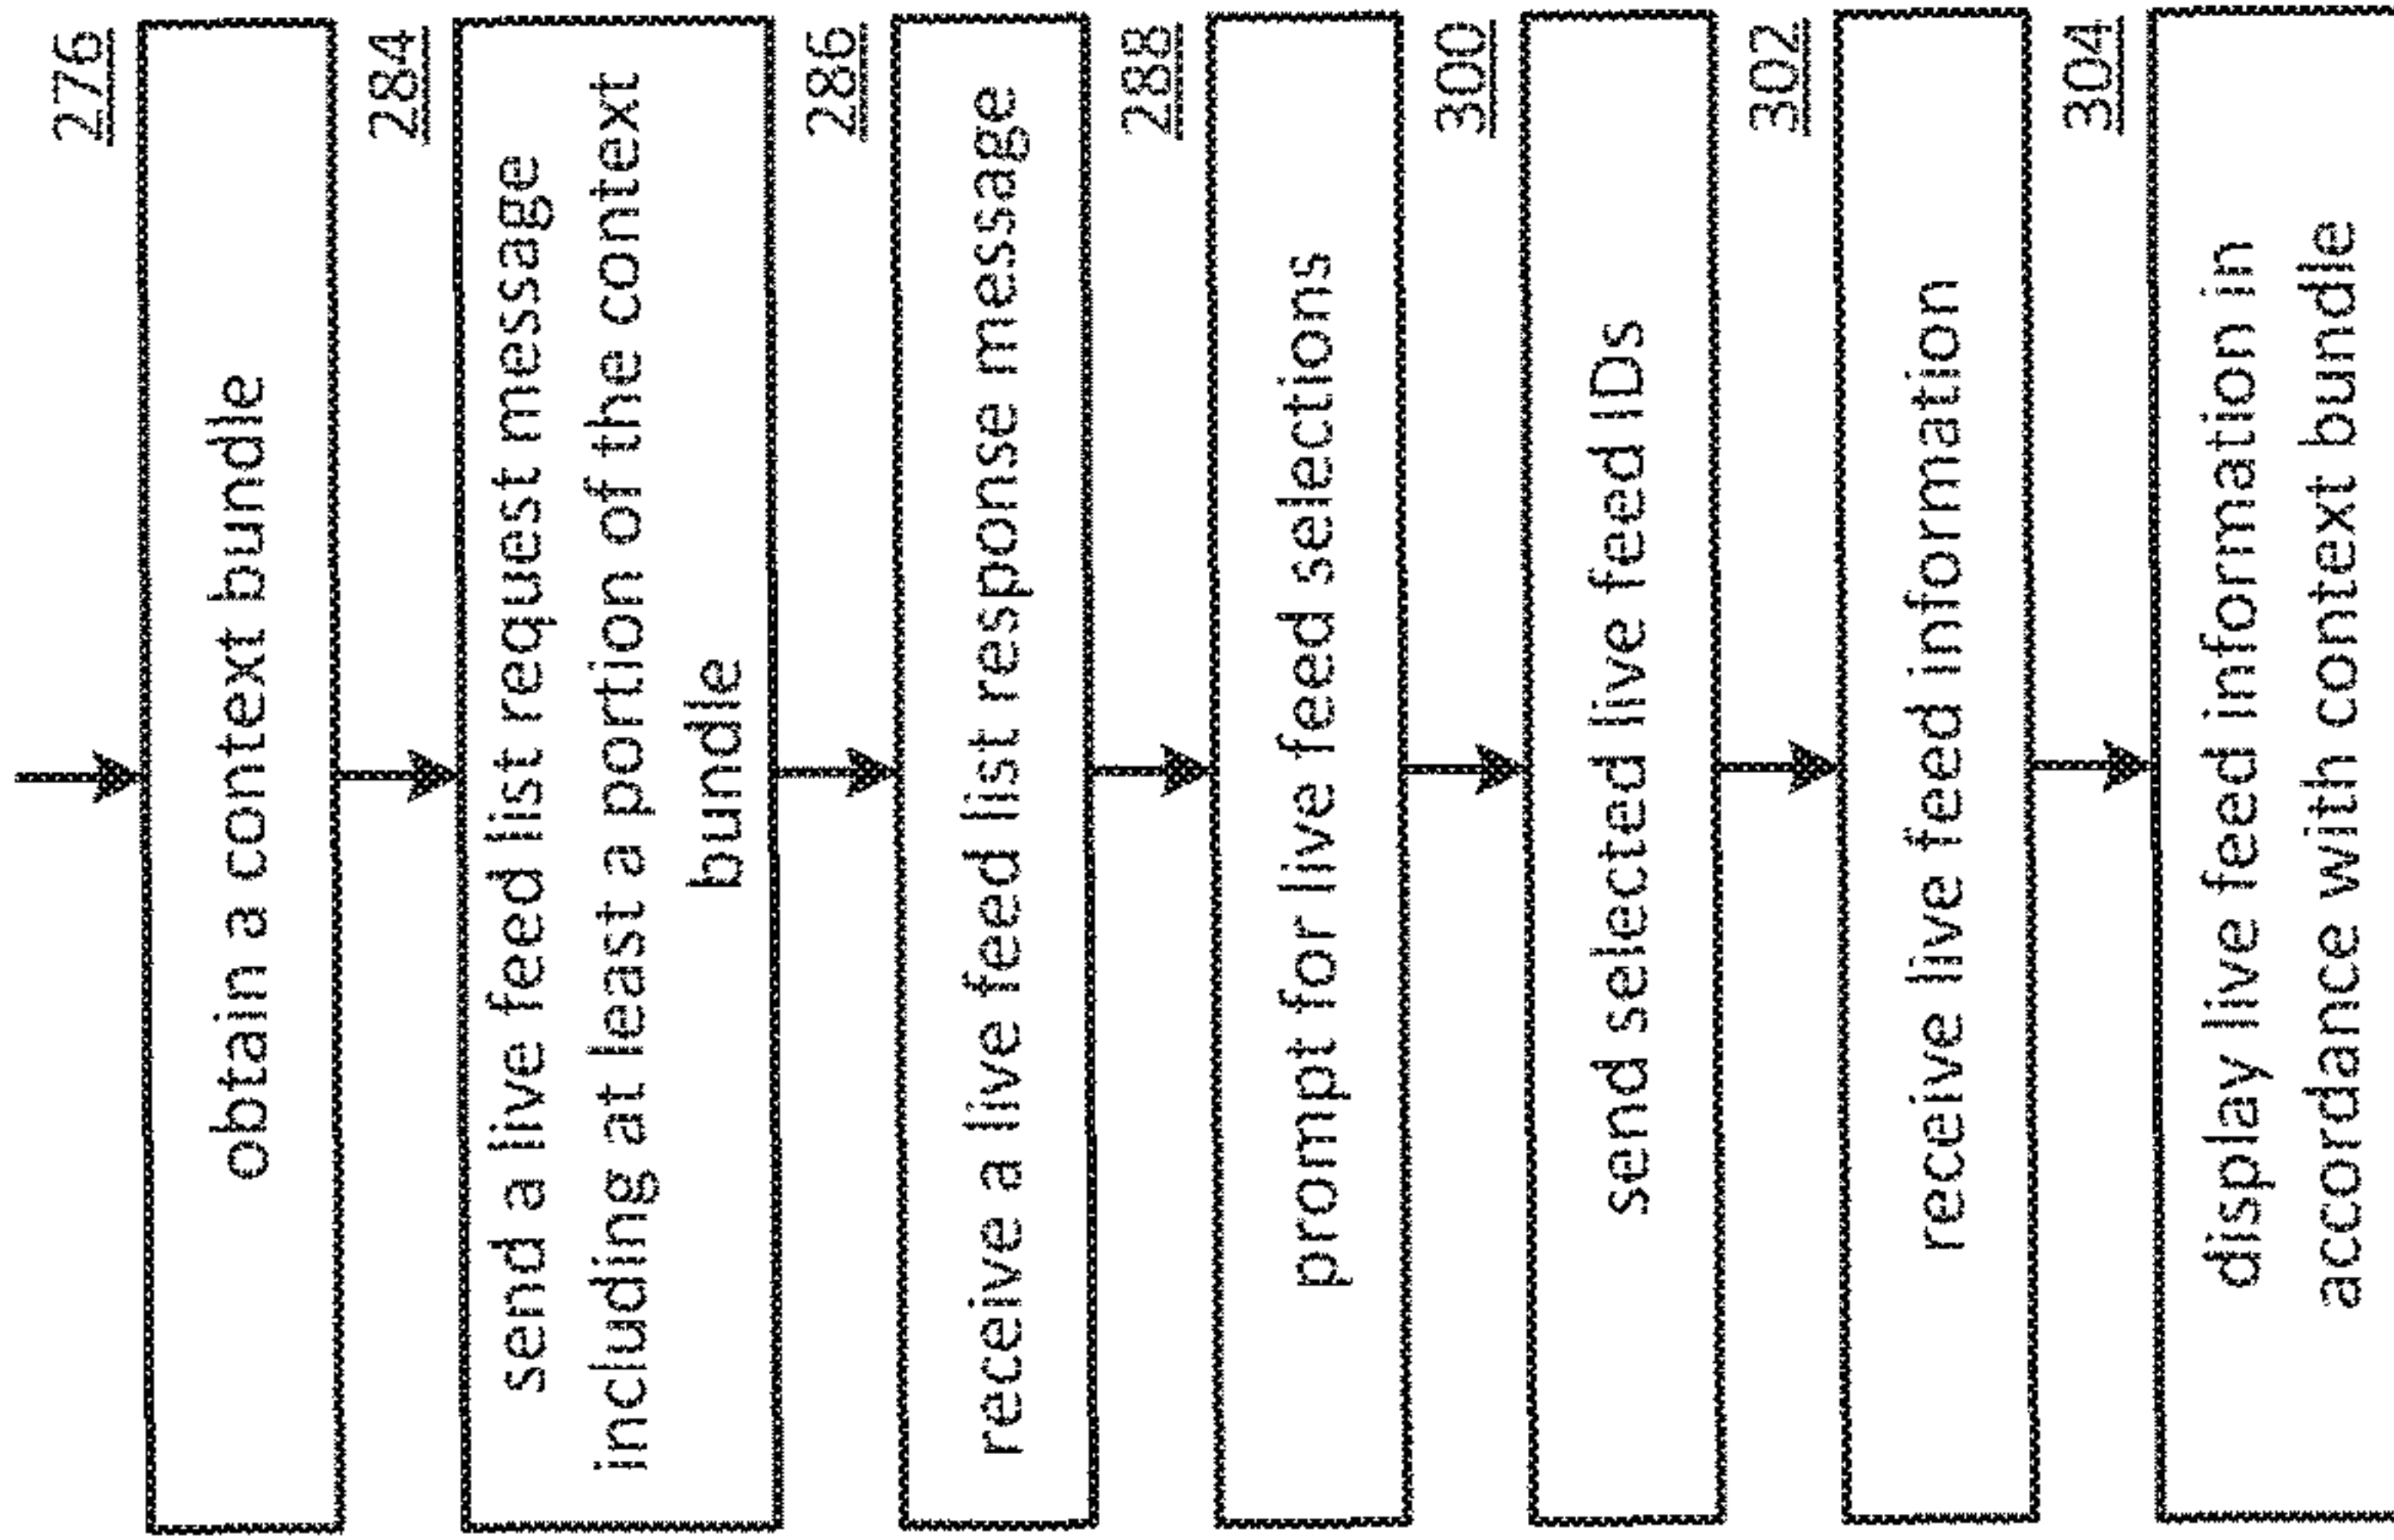 276
obtain a context bundle
284
send a live feed list request message
including at least a portion of the context
bundle
286
receive a live feed list response message
288
prompt for live feed selections
300
send selected live feed IDs
302
receive live feed information
304
display live feed information in
accordance with context bundle